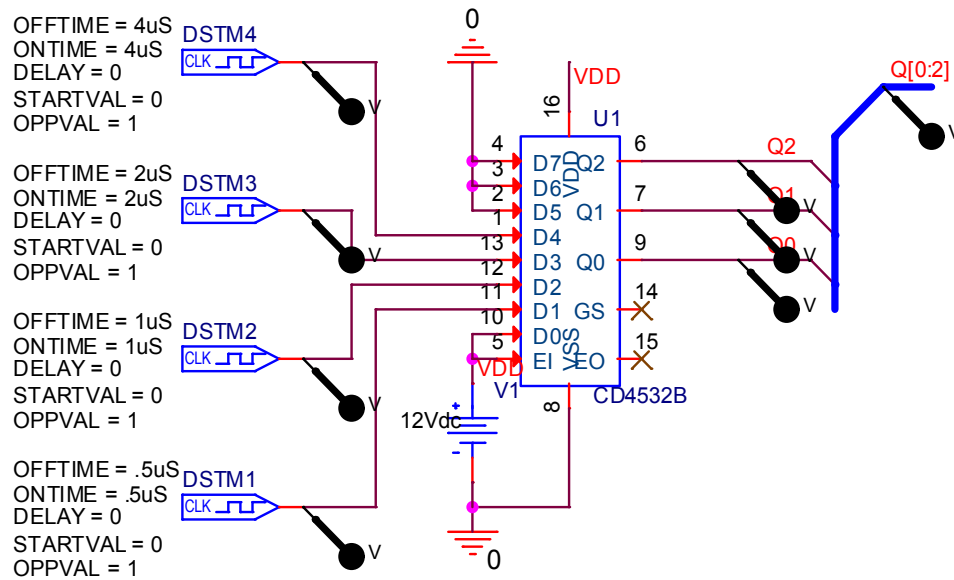 OFFTIME = 4uS
ONTIME = 4uS
DELAY = 0
STARTVAL = 0
OPPVAL = 1
DSTM4
CLK
V
OFFTIME = 2uS
ONTIME = 2uS
DELAY = 0
STARTVAL = 0
OPPVAL = 1
DSTM3
CLK
V
OFFTIME = 1uS
ONTIME = 1uS
DELAY = 0
STARTVAL = 0
OPPVAL = 1
DSTM2
CLK
V
OFFTIME = .5uS
ONTIME = .5uS
DELAY = 0
STARTVAL = 0
OPPVAL = 1
DSTM1
CLK
V
0
VDD
16
U1
4 D7 Q2 6
3 D6
2 D5 Q1 7
1 D4
13 D3 Q0 9
12 D2
11 D1 GS 14
10 D0
5 EI EO 15
VDD
VSS
8
CD4532B
VDD
V1
12Vdc
+
-
0
Q2
Q1
Q0
V
V
V
Q[0:2]
V